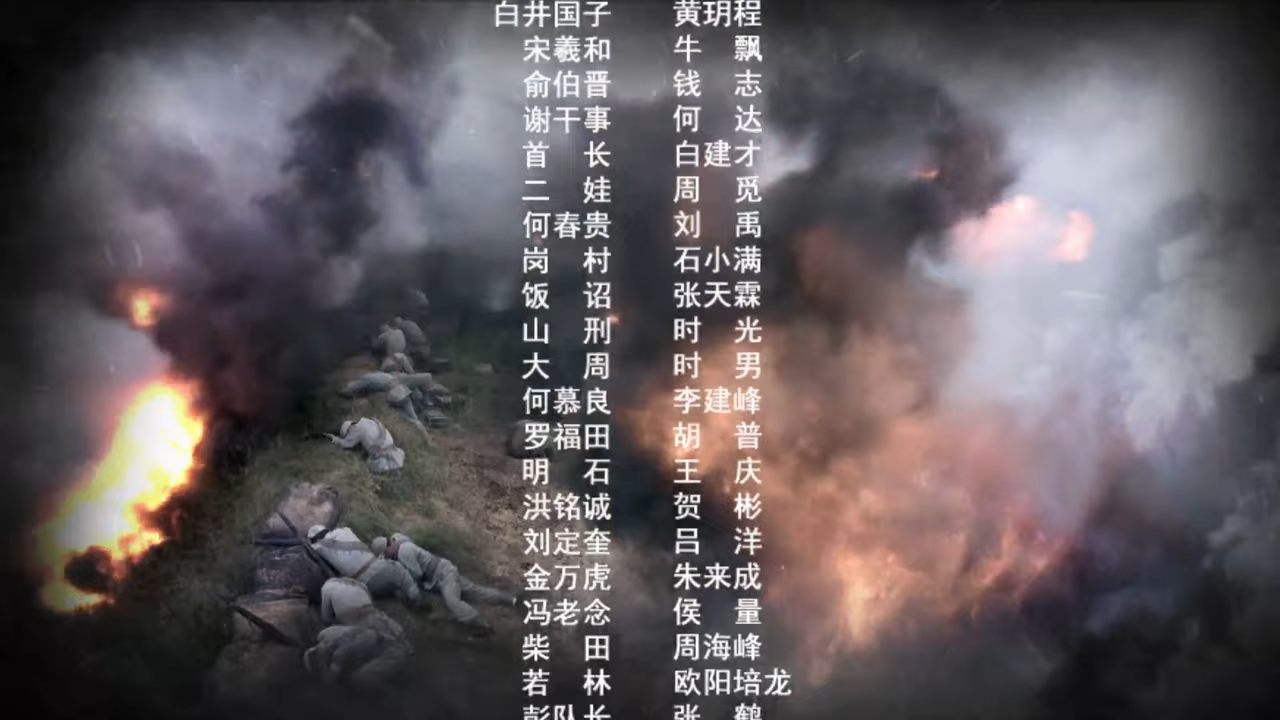 白井国子 黄玥程
宋羲和 牛飘
俞伯晋 钱志
谢干事 何达
首长 白建才
二娃 周觅
何春贵 刘禹
岗村 石小满
饭诏 张天霖
山刑 时光
大周 时男
何慕良 李建峰
罗福田 胡普
明石 王庆
洪铭诚 贺彬
刘定奎 吕洋
金万虎 朱来成
冯老念 侯量
柴田 周海峰
若林 欧阳培龙
彭队长 张鹤